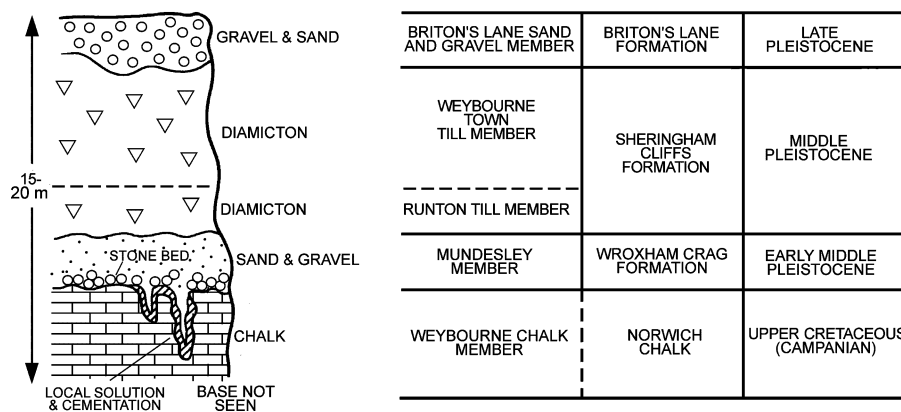 GRAVEL & SAND
DIAMICTON
15-
20 m
DIAMICTON
STONE BED
SAND & GRAVEL
CHALK
LOCAL SOLUTION
& CEMENTATION
BASE NOT
SEEN
BRITON'S LANE SAND
AND GRAVEL MEMBER
BRITON'S LANE
FORMATION
LATE
PLEISTOCENE
WEYBOURNE
TOWN
TILL MEMBER
SHERINGHAM
CLIFFS
FORMATION
MIDDLE
PLEISTOCENE
RUNTON TILL MEMBER
MUNDESLEY
MEMBER
WROXHAM CRAG
FORMATION
EARLY MIDDLE
PLEISTOCENE
WEYBOURNE CHALK
MEMBER
NORWICH
CHALK
UPPER CRETACEOUS
(CAMPANIAN)